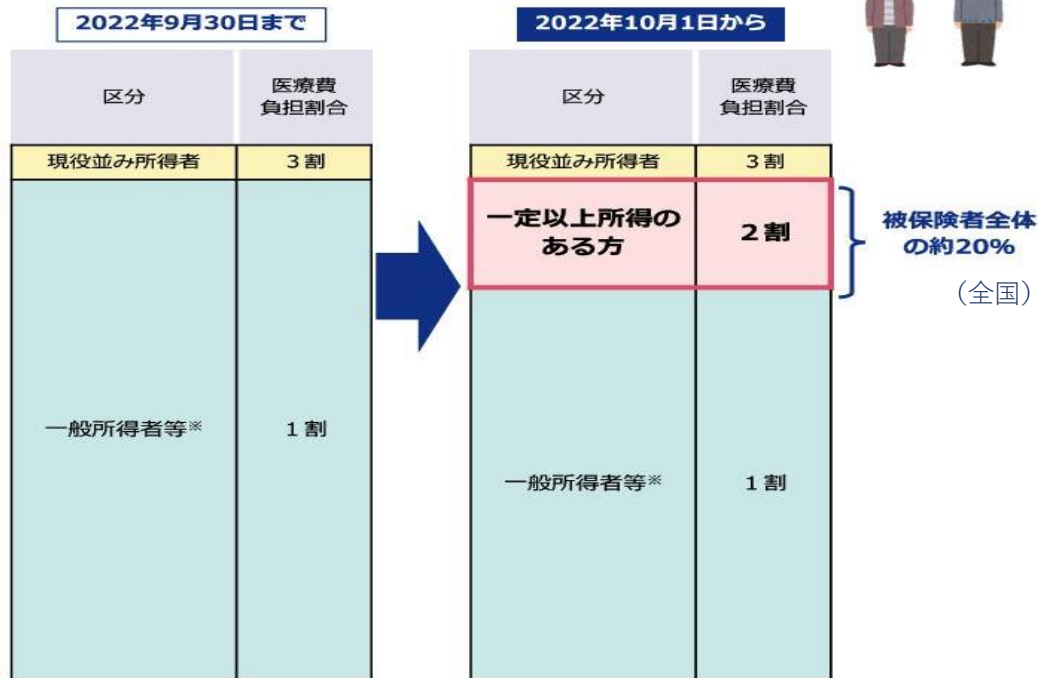 2022年9月30日まで
区分
医療費
負担割合
現役並み所得者
3割
一般所得者等※
1割
2022年10月1日から
区分
医療費
負担割合
現役並み所得者
3割
一定以上所得の
ある方
2割
一般所得者等※
1割
被保険者全体
の約20%
（全国）